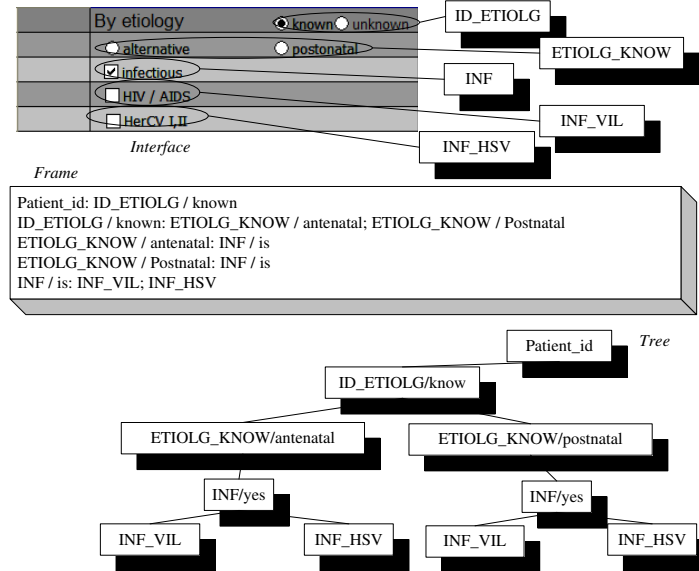 By etiology known unknown
ID_ETIOLG
alternative postonatal
ETIOLG_KNOW
infectious
INF
HIV / AIDS
INF_VIL
HerCV I,II
INF_HSV
Interface
Frame
Patient_id: ID_ETIOLG / known
ID_ETIOLG / known: ETIOLG_KNOW / antenatal; ETIOLG_KNOW / Postnatal
ETIOLG_KNOW / antenatal: INF / is
ETIOLG_KNOW / Postnatal: INF / is
INF / is: INF_VIL; INF_HSV
Patient_id
Tree
ID_ETIOLG/know
ETIOLG_KNOW/antenatal ETIOLG_KNOW/postnatal
INF/yes INF/yes
INF_VIL INF_HSV INF_VIL INF_HSV